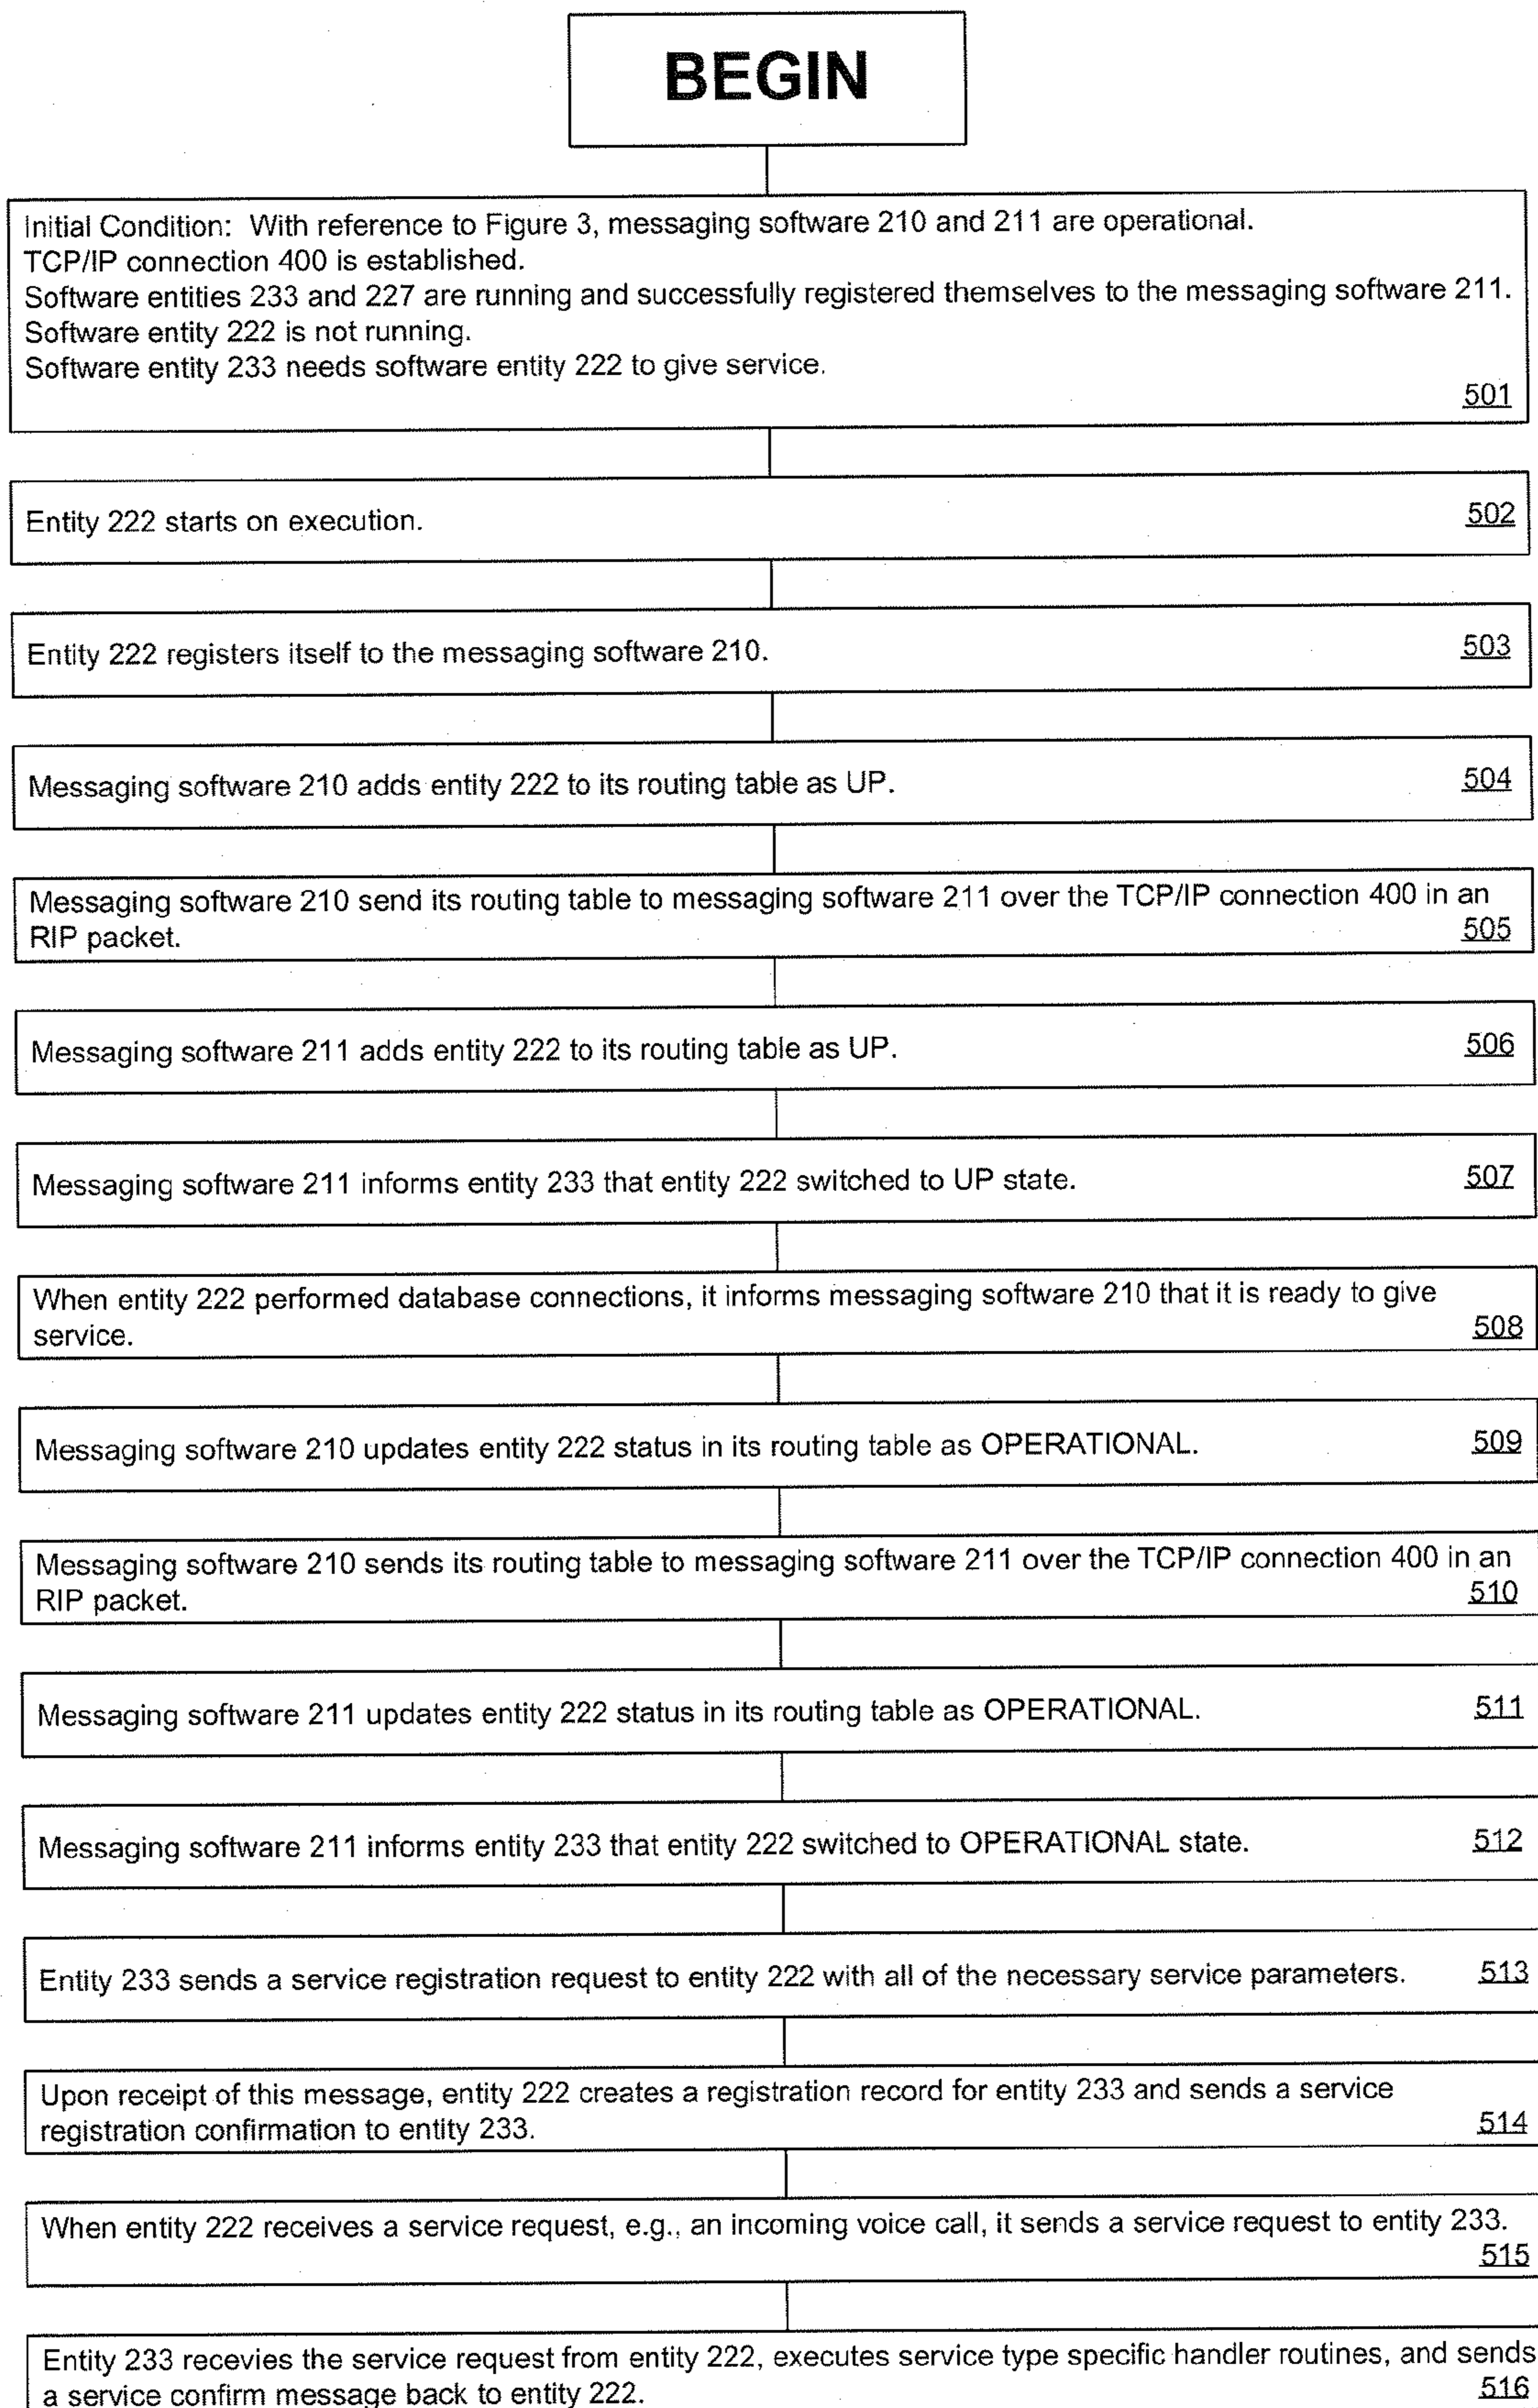 BEGIN
Initial Condition: With reference to Figure 3, messaging software 210 and 211 are operational.
TCP/IP connection 400 is established.
Software entities 233 and 227 are running and successfully registered themselves to the messaging software 211.
Software entity 222 is not running.
Software entity 233 needs software entity 222 to give service.
501
Entity 222 starts on execution. 502
Entity 222 registers itself to the messaging software 210. 503
Messaging software 210 adds entity 222 to its routing table as UP. 504
Messaging software 210 send its routing table to messaging software 211 over the TCP/IP connection 400 in an
RIP packet. 505
Messaging software 211 adds entity 222 to its routing table as UP. 506
Messaging software 211 informs entity 233 that entity 222 switched to UP state. 507
When entity 222 performed database connections, it informs messaging software 210 that it is ready to give
service. 508
Messaging software 210 updates entity 222 status in its routing table as OPERATIONAL. 509
Messaging software 210 sends its routing table to messaging software 211 over the TCP/IP connection 400 in an
RIP packet. 510
Messaging software 211 updates entity 222 status in its routing table as OPERATIONAL. 511
Messaging software 211 informs entity 233 that entity 222 switched to OPERATIONAL state. 512
Entity 233 sends a service registration request to entity 222 with all of the necessary service parameters. 513
Upon receipt of this message, entity 222 creates a registration record for entity 233 and sends a service
registration confirmation to entity 233. 514
When entity 222 receives a service request, e.g., an incoming voice call, it sends a service request to entity 233.
515
Entity 233 recevies the service request from entity 222, executes service type specific handler routines, and sends
a service confirm message back to entity 222. 516